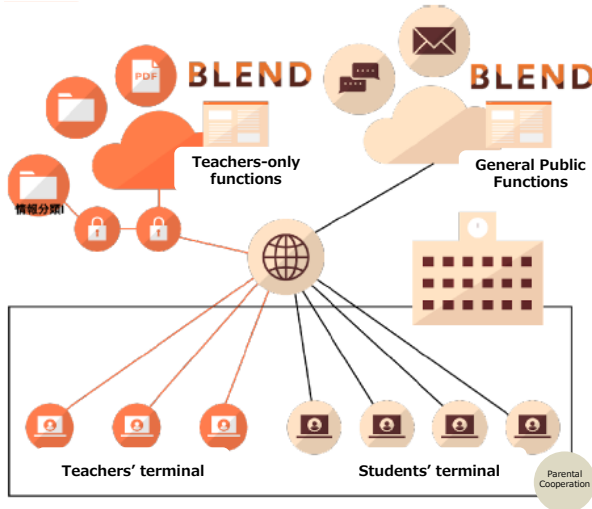 PDF
BLEND
BLEND
Teachers-only
functions
General Public
Functions
情報分類I
Teachers’ terminal
Students’ terminal
Parental
Cooperation